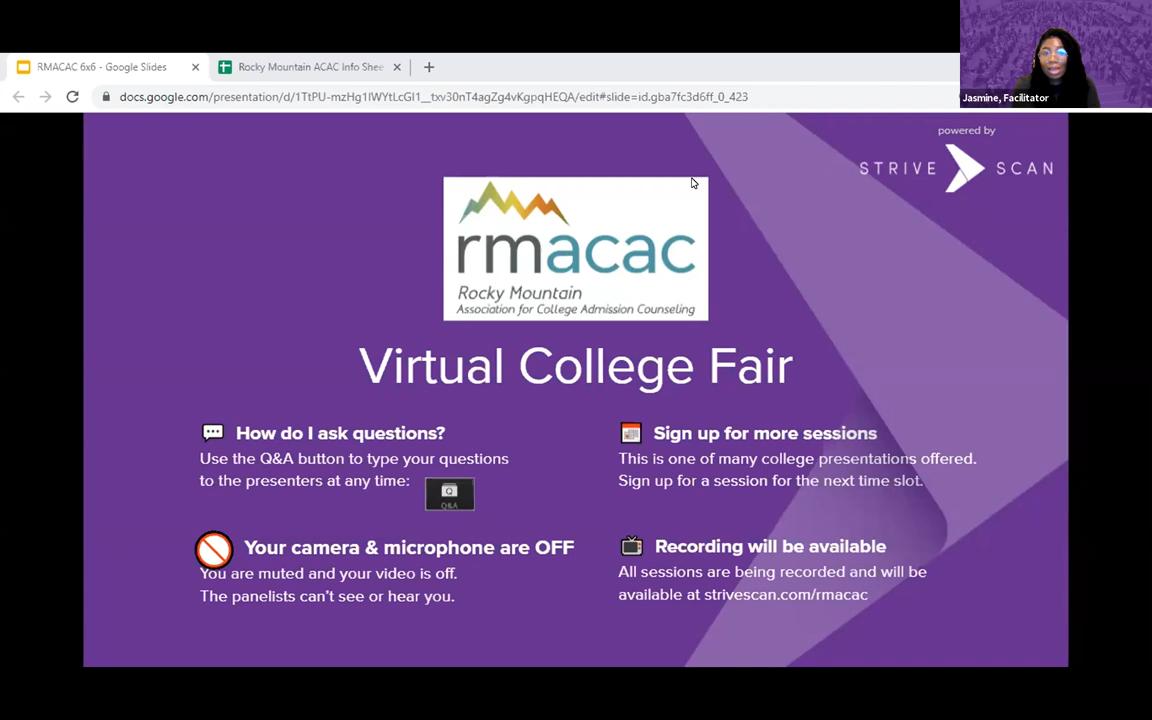 RMACAC 6x6 - Google Slides
Rocky Mountain ACAC Info Shee
docs.google.com/presentation/d/1TtPU-mzHg1IWYtLcGI1__txv30nT4agZg4vKgpqHEQA/edit#slide=id.gba7fc3d6ff_0_423
Jasmine, Facilitator
powered by
STRIVE SCAN
rmacac
Rocky Mountain
Association for College Admission Counseling
Virtual College Fair
How do I ask questions?
Use the Q&A button to type your questions
to the presenters at any time:
Q
Q&A
Sign up for more sessions
This is one of many college presentations offered.
Sign up for a session for the next time slot.
Your camera & microphone are OFF
You are muted and your video is off.
The panelists can't see or hear you.
Recording will be available
All sessions are being recorded and will be
available at strivescan.com/rmacac